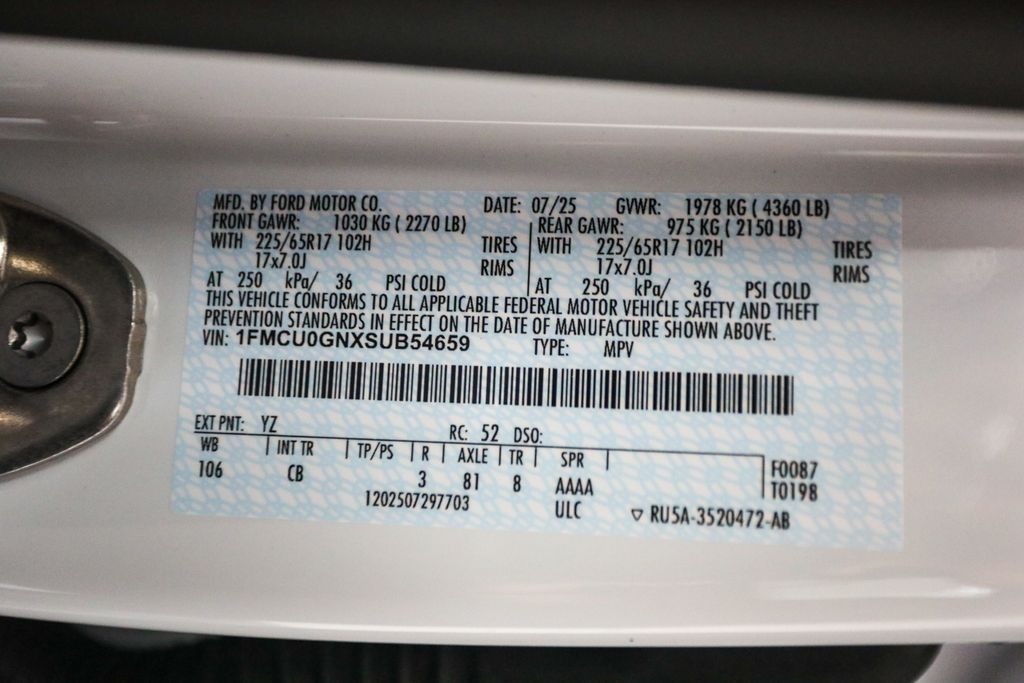 MFD. BY FORD MOTOR CO. DATE: 07/25 GVWR: 1978 KG ( 4360 LB)
FRONT GAWR: 1030 KG ( 2270 LB) REAR GAWR: 975 KG ( 2150 LB)
WITH 225/65R17 102H TIRES WITH 225/65R17 102H TIRES
17x7.0J RIMS 17x7.0J RIMS
AT 250 kPa/ 36 PSI COLD AT 250 kPa/ 36 PSI COLD
THIS VEHICLE CONFORMS TO ALL APPLICABLE FEDERAL MOTOR VEHICLE SAFETY AND THEFT
PREVENTION STANDARDS IN EFFECT ON THE DATE OF MANUFACTURE SHOWN ABOVE.
VIN: 1FMCU0GNXSUB54659 TYPE: MPV
EXT PNT: YZ RC: 52 DSO:
WB INT TR TP/PS R AXLE TR SPR F0087
106 CB 3 81 8 AAAA T0198
1202507297703 ULC ▽ RU5A-3520472-AB